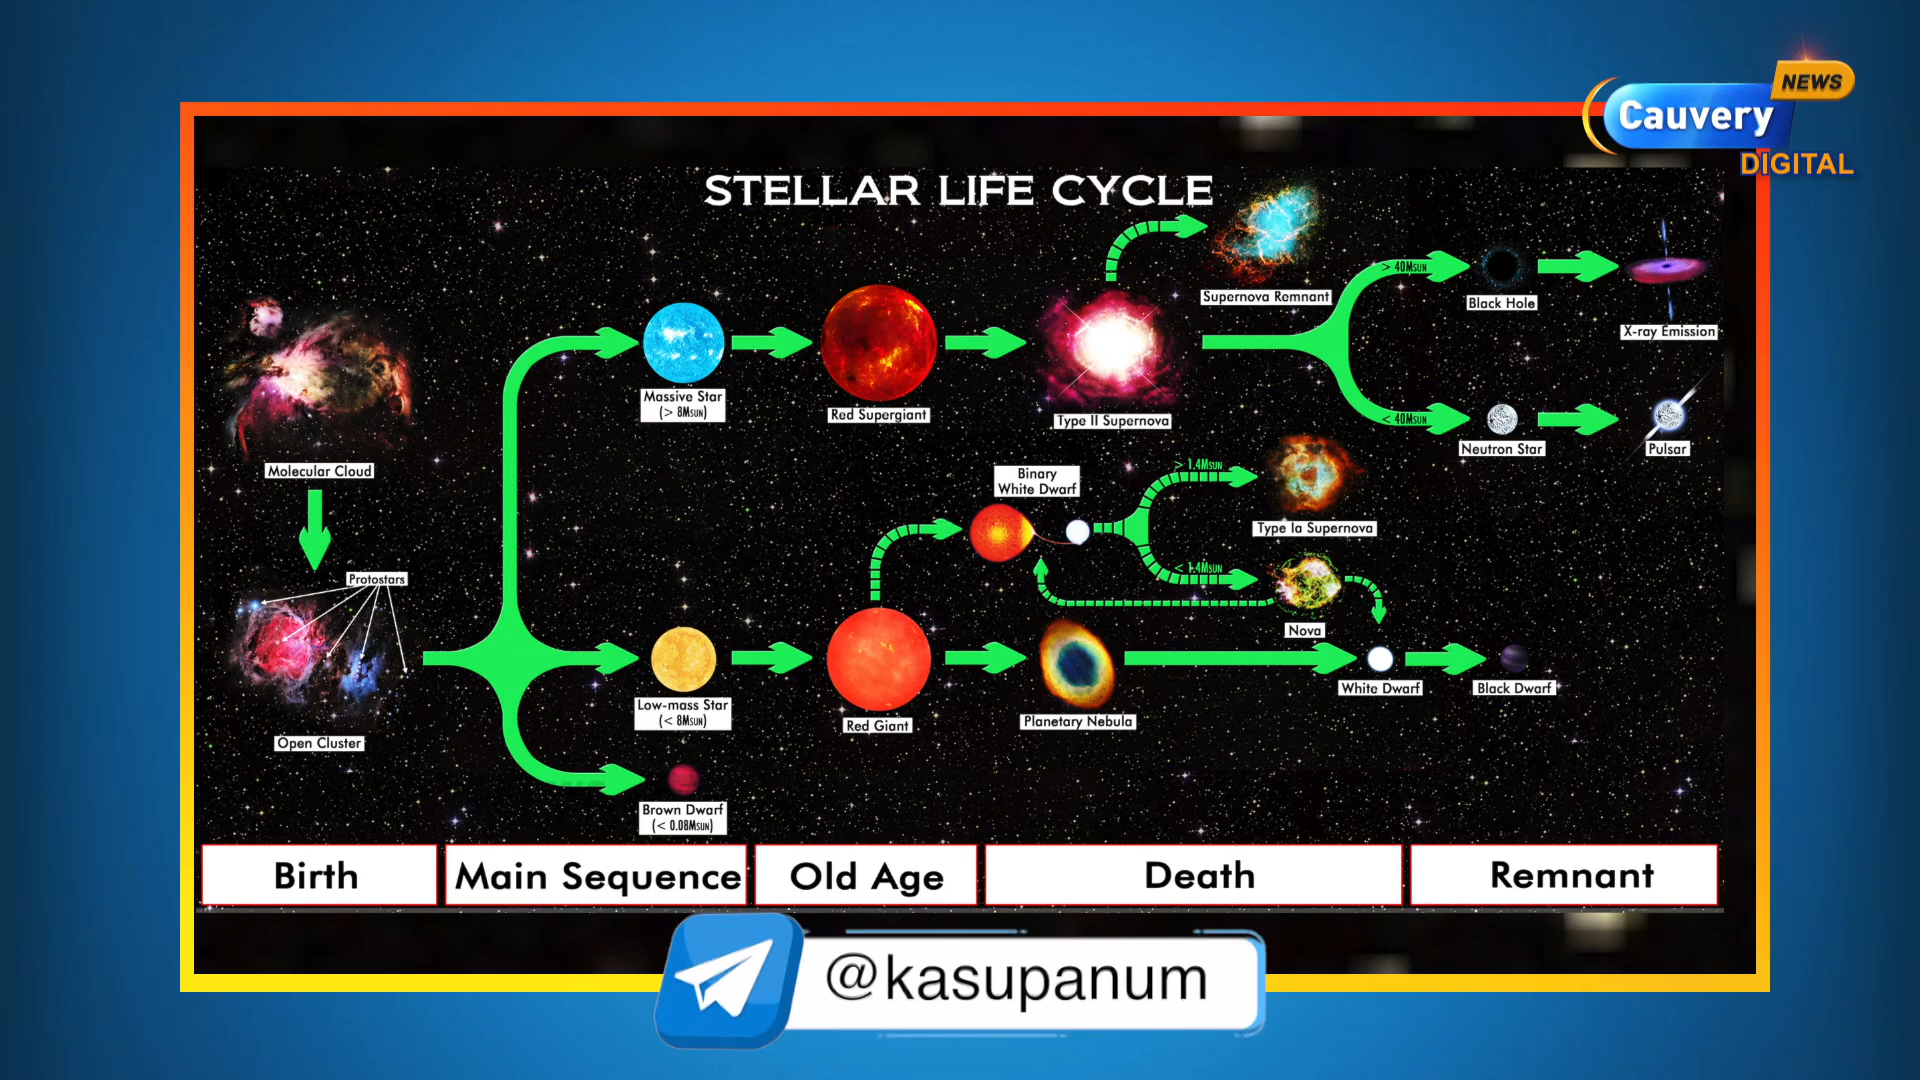 NEWS
Cauvery
DIGITAL
STELLAR LIFE CYCLE
Supernova Remnant
> 40MSUN
Black Hole
X-ray Emission
Massive Star
(> 8MSUN)
Red Supergiant
Type II Supernova
< 40MSUN
Neutron Star
Pulsar
Molecular Cloud
Binary
White Dwarf
> 1.4MSUN
Type Ia Supernova
< 1.4MSUN
Nova
Protostars
Open Cluster
Low-mass Star
(< 8MSUN)
Red Giant
Planetary Nebula
White Dwarf
Black Dwarf
Brown Dwarf
(< 0.08MSUN)
Birth
Main Sequence
Old Age
Death
Remnant
@kasupanum